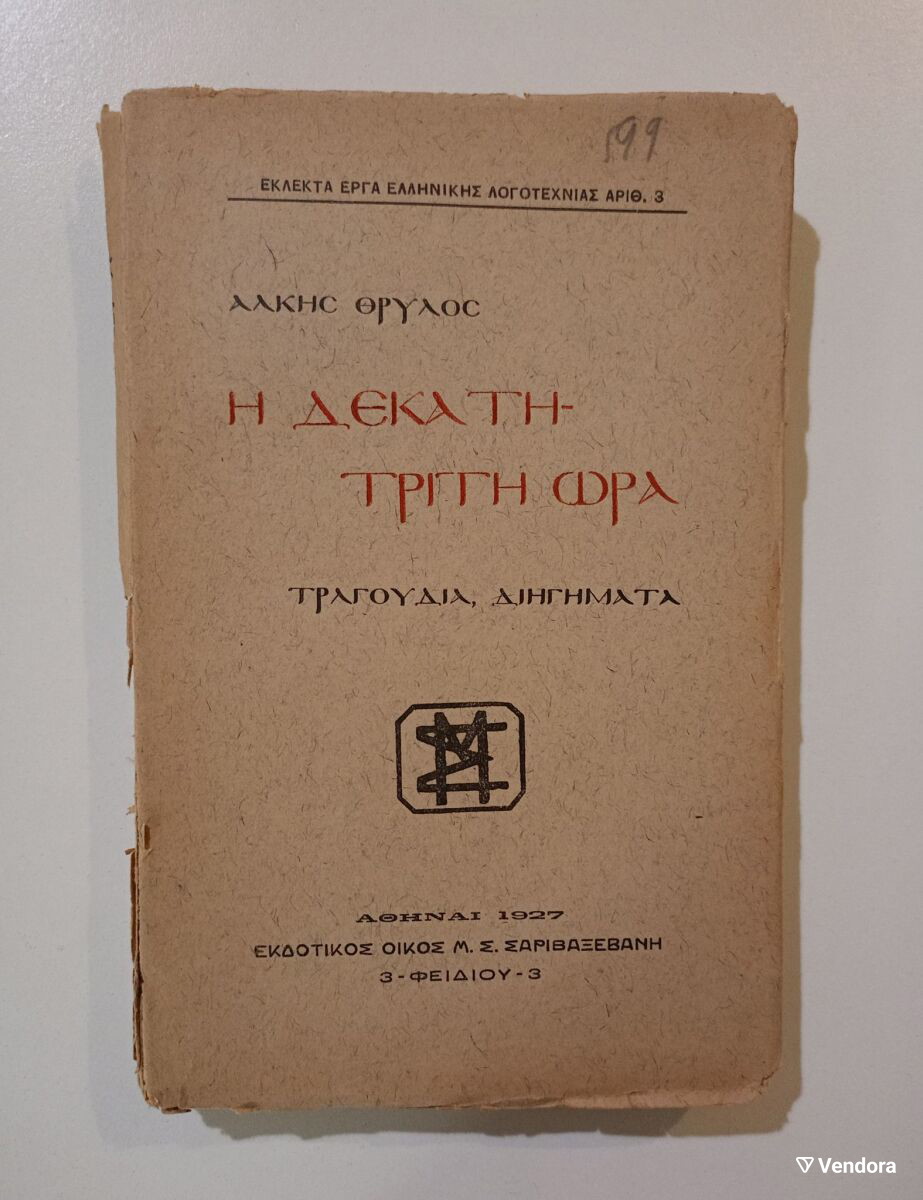 599
ΕΚΛΕΚΤΑ ΕΡΓΑ ΕΛΛΗΝΙΚΗΣ ΛΟΓΟΤΕΧΝΙΑΣ ΑΡΙΘ. 3
ΑΛΚΗΣ ΘΡΥΛΟΣ
Η ΔΕΚΑΤΗ-
ΤΡΙΤΗ ΩΡΑ
ΤΡΑΓΟΥΔΙΑ, ΔΙΗΓΗΜΑΤΑ
ΑΘΗΝΑΙ 1927
ΕΚΔΟΤΙΚΟΣ ΟΙΚΟΣ Μ. Σ. ΣΑΡΙΒΑΞΕΒΑΝΗ
3-ΦΕΙΔΙΟΥ-3
Vendora